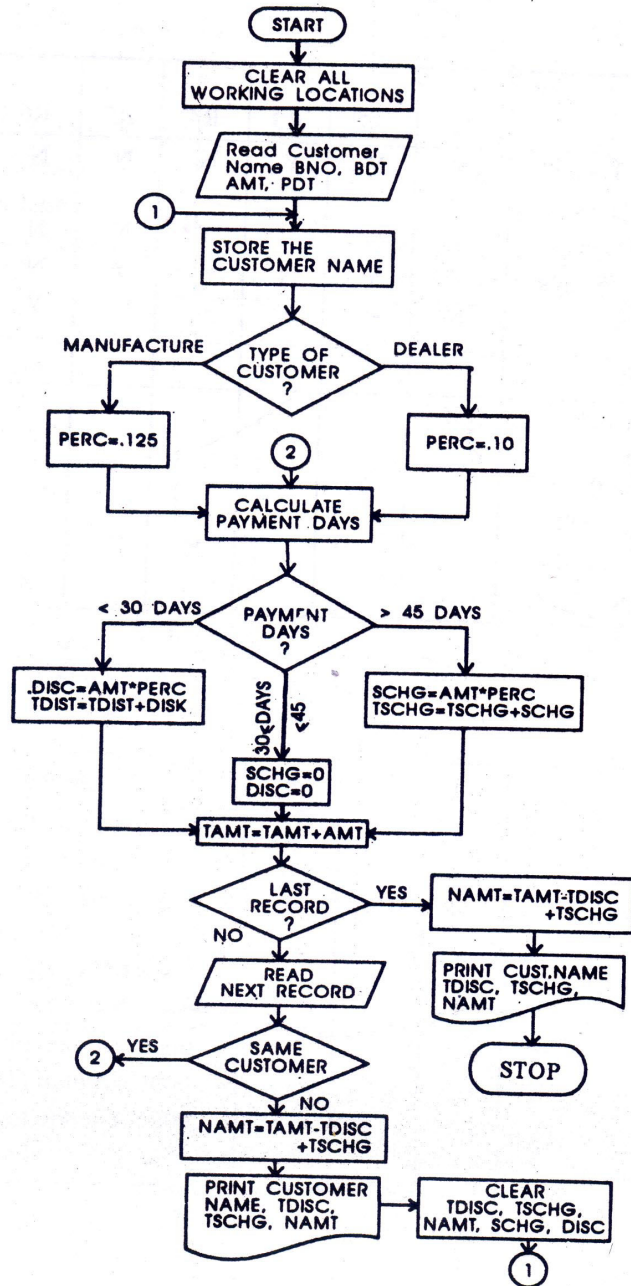 START
CLEAR ALL
WORKING LOCATIONS
Read Customer
Name BNO, BDT
AMT, PDT
1
STORE THE
CUSTOMER NAME
MANUFACTURE
TYPE OF
CUSTOMER
?
DEALER
PERC=.125
2
PERC=.10
CALCULATE
PAYMENT DAYS
< 30 DAYS
PAYMENT
DAYS
?
> 45 DAYS
.DISC=AMT*PERC
TDIST=TDIST+DISK
30⩽DAYS
⩽45
SCHG=AMT*PERC
TSCHG=TSCHG+SCHG
SCHG=0
DISC=0
TAMT=TAMT+AMT
LAST
RECORD
?
YES
NAMT=TAMT-TDISC
+TSCHG
NO
READ
NEXT RECORD
PRINT CUST.NAME
TDISC, TSCHG,
NAMT
2
YES
SAME
CUSTOMER
STOP
NO
NAMT=TAMT-TDISC
+TSCHG
PRINT CUSTOMER
NAME, TDISC,
TSCHG, NAMT
CLEAR
TDISC, TSCHG,
NAMT, SCHG, DISC
1